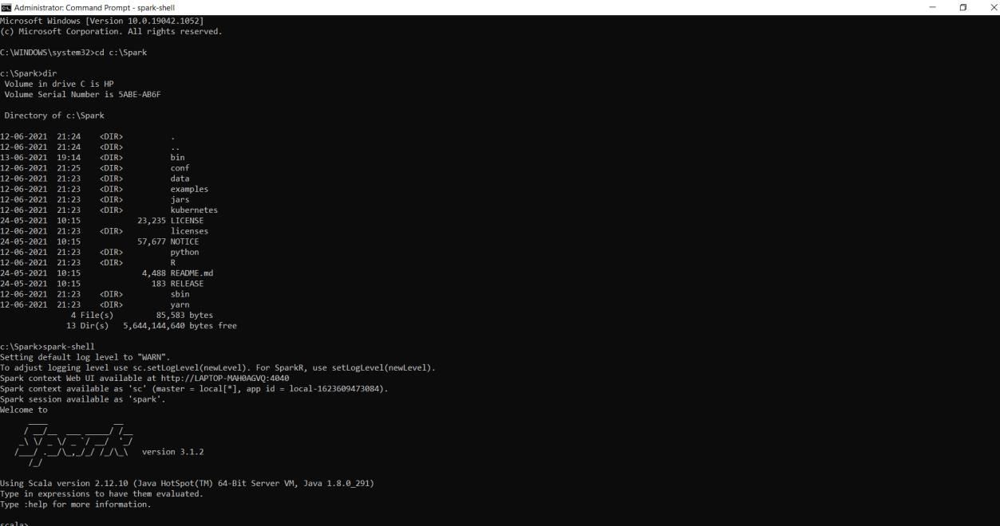 Administrator: Command Prompt - spark-shell
Microsoft Windows [Version 10.0.19042.1052]
(c) Microsoft Corporation. All rights reserved.
C:\WINDOWS\system32>cd c:\Spark
c:\Spark>dir
Volume in drive C is HP
Volume Serial Number is 5ABE-AB6F
Directory of c:\Spark
12-06-2021 21:24 <DIR> .
12-06-2021 21:24 <DIR> ..
13-06-2021 19:14 <DIR> bin
12-06-2021 21:25 <DIR> conf
12-06-2021 21:23 <DIR> data
12-06-2021 21:23 <DIR> examples
12-06-2021 21:23 <DIR> jars
12-06-2021 21:23 <DIR> kubernetes
24-05-2021 10:15 23,235 LICENSE
12-06-2021 21:23 <DIR> licenses
24-05-2021 10:15 57,677 NOTICE
12-06-2021 21:23 <DIR> python
12-06-2021 21:23 <DIR> R
24-05-2021 10:15 4,488 README.md
24-05-2021 10:15 183 RELEASE
12-06-2021 21:23 <DIR> sbin
12-06-2021 21:23 <DIR> yarn
4 File(s) 85,583 bytes
13 Dir(s) 5,644,144,640 bytes free
c:\Spark>spark-shell
Setting default log level to "WARN".
To adjust logging level use sc.setLogLevel(newLevel). For SparkR, use setLogLevel(newLevel).
Spark context Web UI available at http://LAPTOP-MAH0AGVQ:4040
Spark context available as 'sc' (master = local[*], app id = local-1623609473084).
Spark session available as 'spark'.
Welcome to
Spark version 3.1.2
Using Scala version 2.12.10 (Java HotSpot(TM) 64-Bit Server VM, Java 1.8.0_291)
Type in expressions to have them evaluated.
Type :help for more information.
scala>